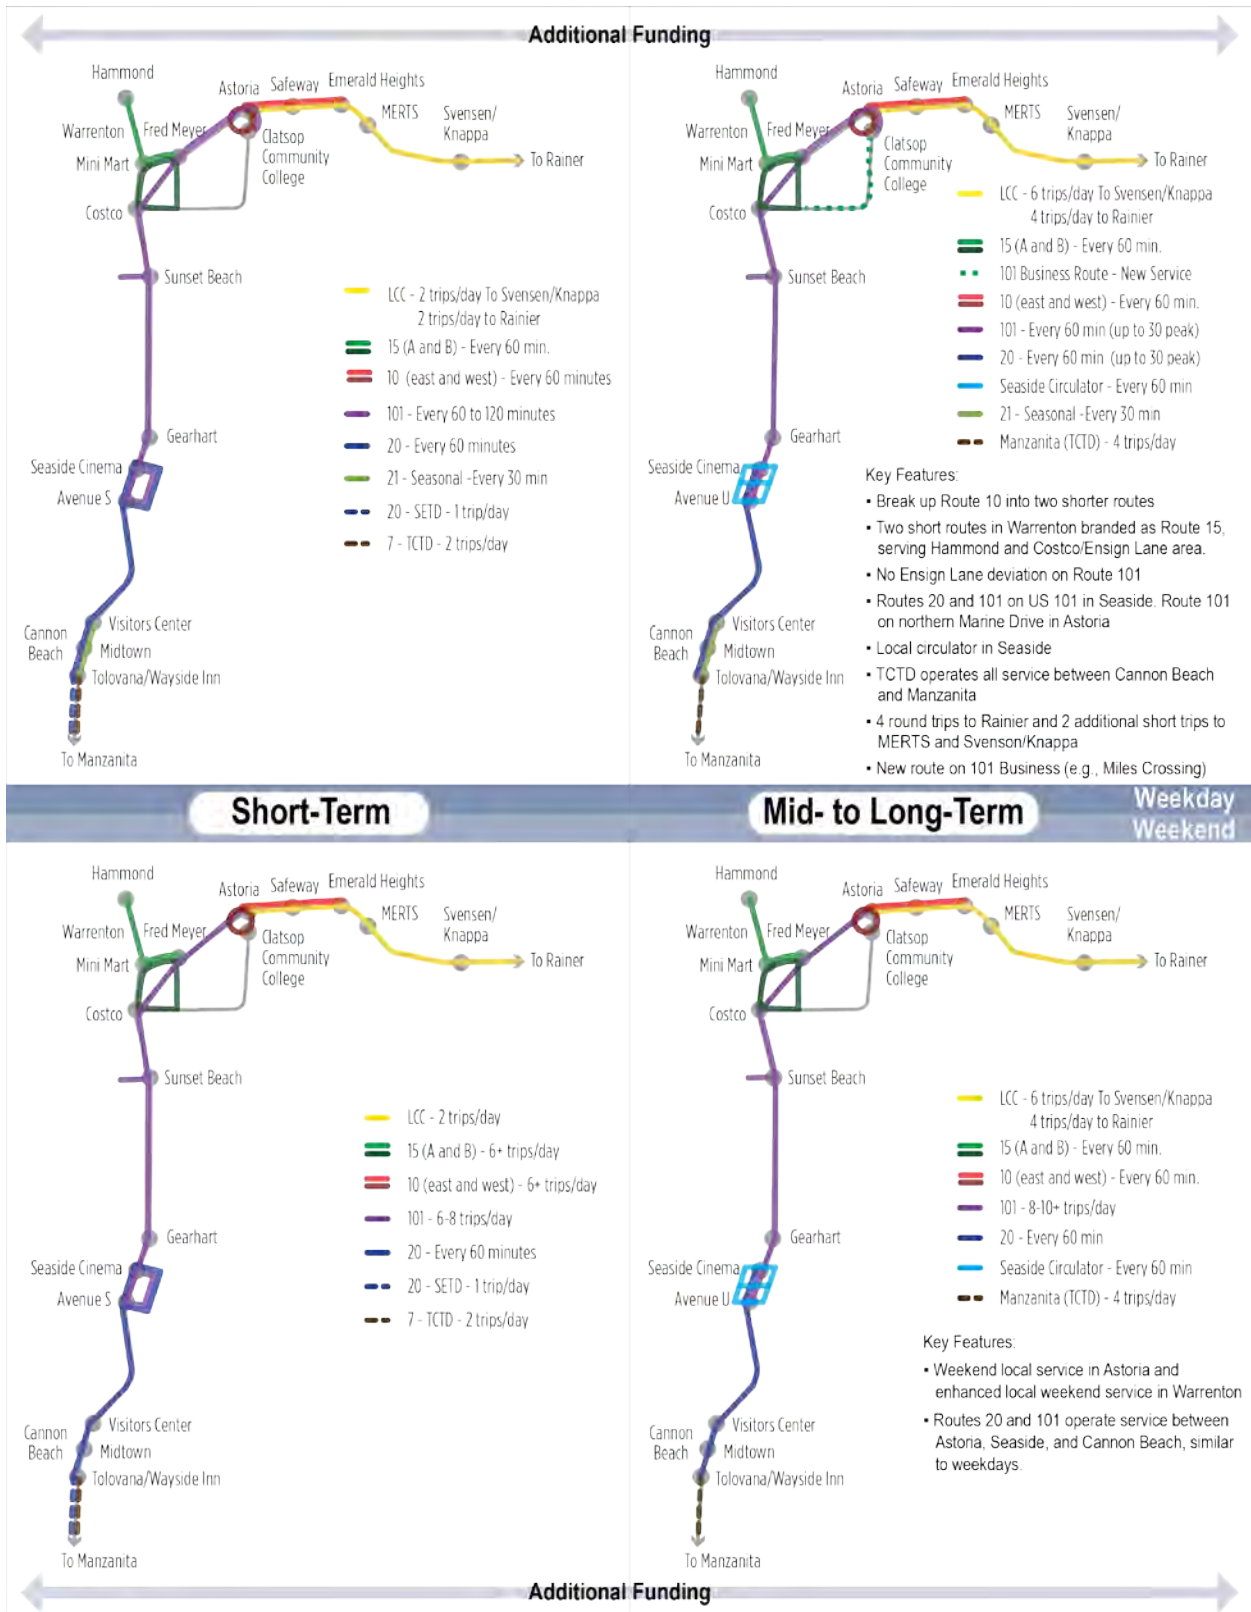 Additional Funding
Hammond
Astoria
Safeway
Emerald Heights
Warrenton
Fred Meyer
MERTS
Svensen/
Knappa
Mini Mart
Clatsop
Community
College
To Rainer
Costco
Sunset Beach
LCC - 2 trips/day To Svensen/Knappa
2 trips/day to Rainier
15 (A and B) - Every 60 min.
10 (east and west) - Every 60 minutes
101 - Every 60 to 120 minutes
20 - Every 60 minutes
21 - Seasonal -Every 30 min
20 - SETD - 1 trip/day
7 - TCTD - 2 trips/day
Gearhart
Seaside Cinema
Avenue S
Visitors Center
Cannon
Beach
Midtown
Tolovana/Wayside Inn
To Manzanita
Hammond
Astoria
Safeway
Emerald Heights
Warrenton
Fred Meyer
MERTS
Svensen/
Knappa
Mini Mart
Clatsop
Community
College
To Rainer
Costco
Sunset Beach
LCC - 6 trips/day To Svensen/Knappa
4 trips/day to Rainier
15 (A and B) - Every 60 min.
101 Business Route - New Service
10 (east and west) - Every 60 min.
101 - Every 60 min (up to 30 peak)
20 - Every 60 min (up to 30 peak)
Seaside Circulator - Every 60 min
21 - Seasonal -Every 30 min
Manzanita (TCTD) - 4 trips/day
Gearhart
Seaside Cinema
Avenue U
Visitors Center
Cannon
Beach
Midtown
Tolovana/Wayside Inn
To Manzanita
Key Features:
• Break up Route 10 into two shorter routes
• Two short routes in Warrenton branded as Route 15,
serving Hammond and Costco/Ensign Lane area.
• No Ensign Lane deviation on Route 101
• Routes 20 and 101 on US 101 in Seaside. Route 101
on northern Marine Drive in Astoria
• Local circulator in Seaside
• TCTD operates all service between Cannon Beach
and Manzanita
• 4 round trips to Rainier and 2 additional short trips to
MERTS and Svenson/Knappa
• New route on 101 Business (e.g., Miles Crossing)
Short-Term
Mid- to Long-Term
Weekday
Weekend
Hammond
Astoria
Safeway
Emerald Heights
Warrenton
Fred Meyer
MERTS
Svensen/
Knappa
Mini Mart
Clatsop
Community
College
To Rainer
Costco
Sunset Beach
LCC - 2 trips/day
15 (A and B) - 6+ trips/day
10 (east and west) - 6+ trips/day
101 - 6-8 trips/day
20 - Every 60 minutes
20 - SETD - 1 trip/day
7 - TCTD - 2 trips/day
Gearhart
Seaside Cinema
Avenue S
Visitors Center
Cannon
Beach
Midtown
Tolovana/Wayside Inn
To Manzanita
Hammond
Astoria
Safeway
Emerald Heights
Warrenton
Fred Meyer
MERTS
Svensen/
Knappa
Mini Mart
Clatsop
Community
College
To Rainer
Costco
Sunset Beach
LCC - 6 trips/day To Svensen/Knappa
4 trips/day to Rainier
15 (A and B) - Every 60 min.
10 (east and west) - Every 60 min.
101 - 8-10+ trips/day
20 - Every 60 min
Seaside Circulator - Every 60 min
Manzanita (TCTD) - 4 trips/day
Gearhart
Seaside Cinema
Avenue U
Visitors Center
Cannon
Beach
Midtown
Tolovana/Wayside Inn
To Manzanita
Key Features:
• Weekend local service in Astoria and
enhanced local weekend service in Warrenton
• Routes 20 and 101 operate service between
Astoria, Seaside, and Cannon Beach, similar
to weekdays.
Additional Funding